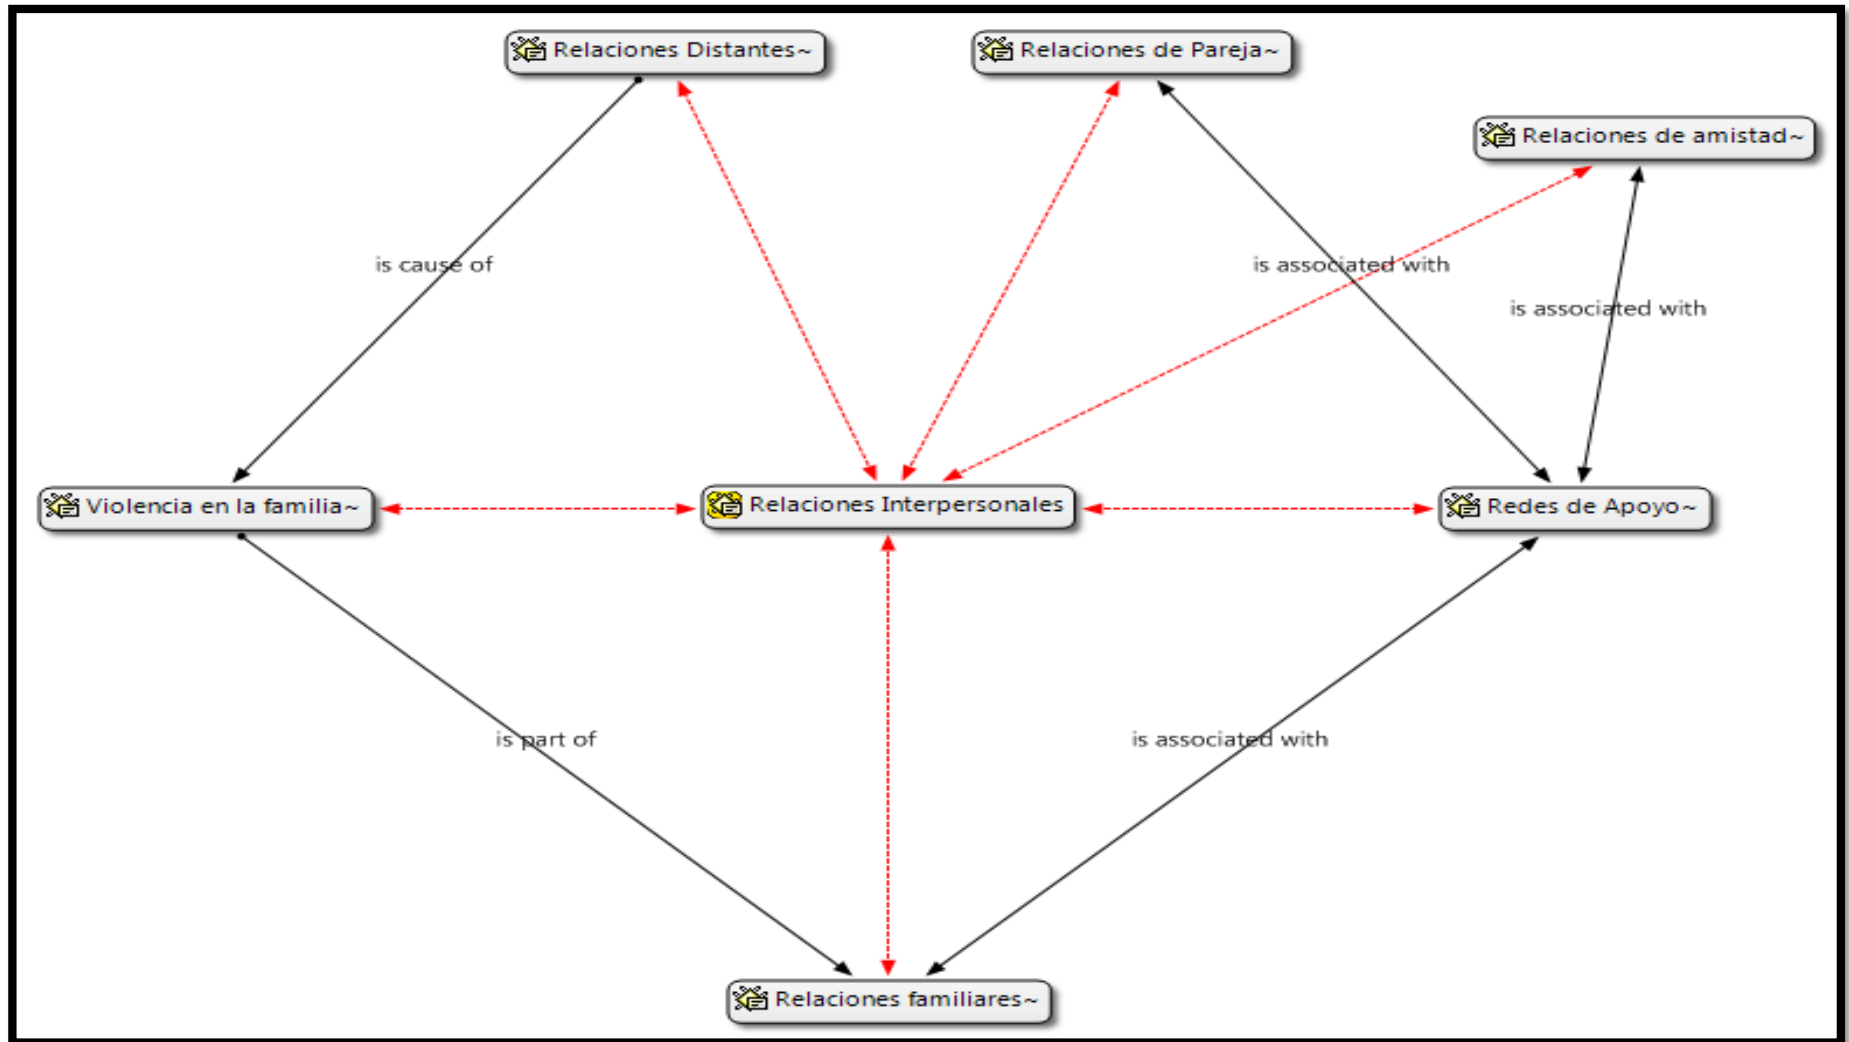 Relaciones Distantes~
Relaciones de Pareja~
Relaciones de amistad~
is cause of
is associated with
is associated with
Violencia en la familia~
Relaciones Interpersonales
Redes de Apoyo~
is part of
is associated with
Relaciones familiares~